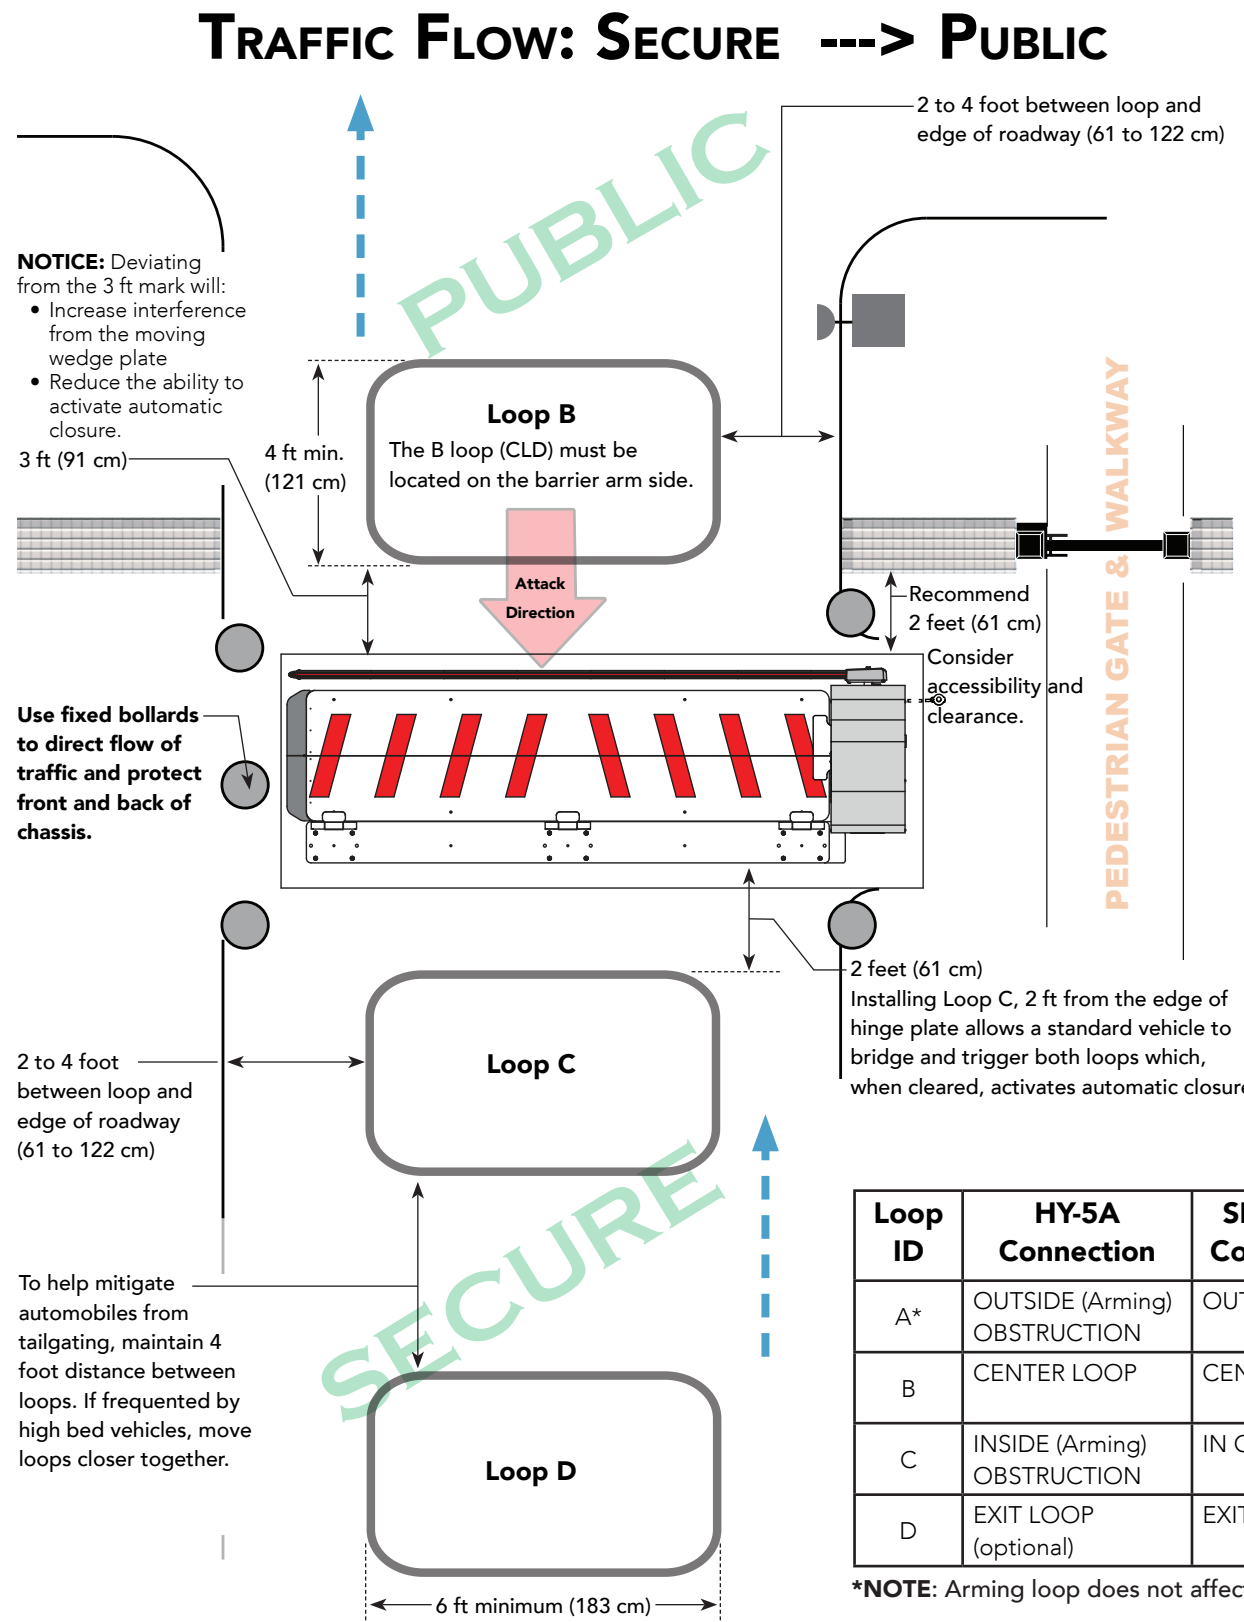 TRAFFIC FLOW: SECURE ---> PUBLIC
2 to 4 foot between loop and
edge of roadway (61 to 122 cm)
PUBLIC
NOTICE: Deviating
from the 3 ft mark will:
• Increase interference
from the moving
wedge plate
• Reduce the ability to
activate automatic
closure.
3 ft (91 cm)
4 ft min.
(121 cm)
Loop B
The B loop (CLD) must be
located on the barrier arm side.
Attack
Direction
PEDESTRIAN GATE & WALKWAY
Recommend
2 feet (61 cm)
Consider
accessibility and
clearance.
Use fixed bollards
to direct flow of
traffic and protect
front and back of
chassis.
2 feet (61 cm)
Installing Loop C, 2 ft from the edge of
hinge plate allows a standard vehicle to
bridge and trigger both loops which,
when cleared, activates automatic closure
Loop C
2 to 4 foot
between loop and
edge of roadway
(61 to 122 cm)
SECURE
To help mitigate
automobiles from
tailgating, maintain 4
foot distance between
loops. If frequented by
high bed vehicles, move
loops closer together.
Loop D
6 ft minimum (183 cm)
Loop ID HY-5A Connection
A* OUTSIDE (Arming) OBSTRUCTION
B CENTER LOOP
C INSIDE (Arming) OBSTRUCTION IN
D EXIT LOOP (optional) EXIT
*NOTE: Arming loop does not affect